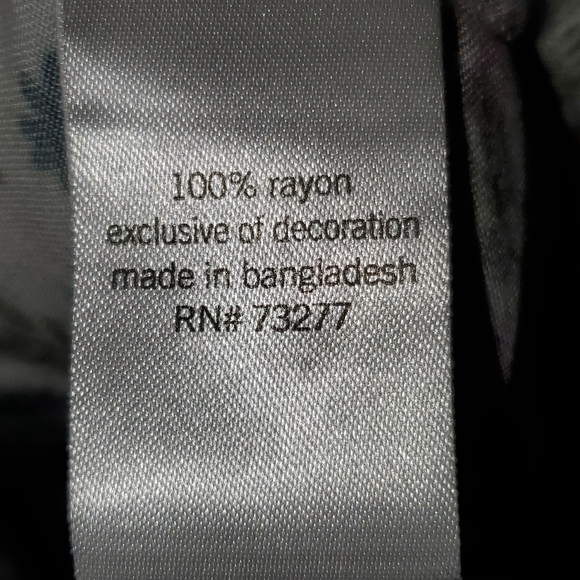 100% rayon
exclusive of decoration
made in bangladesh
RN# 73277